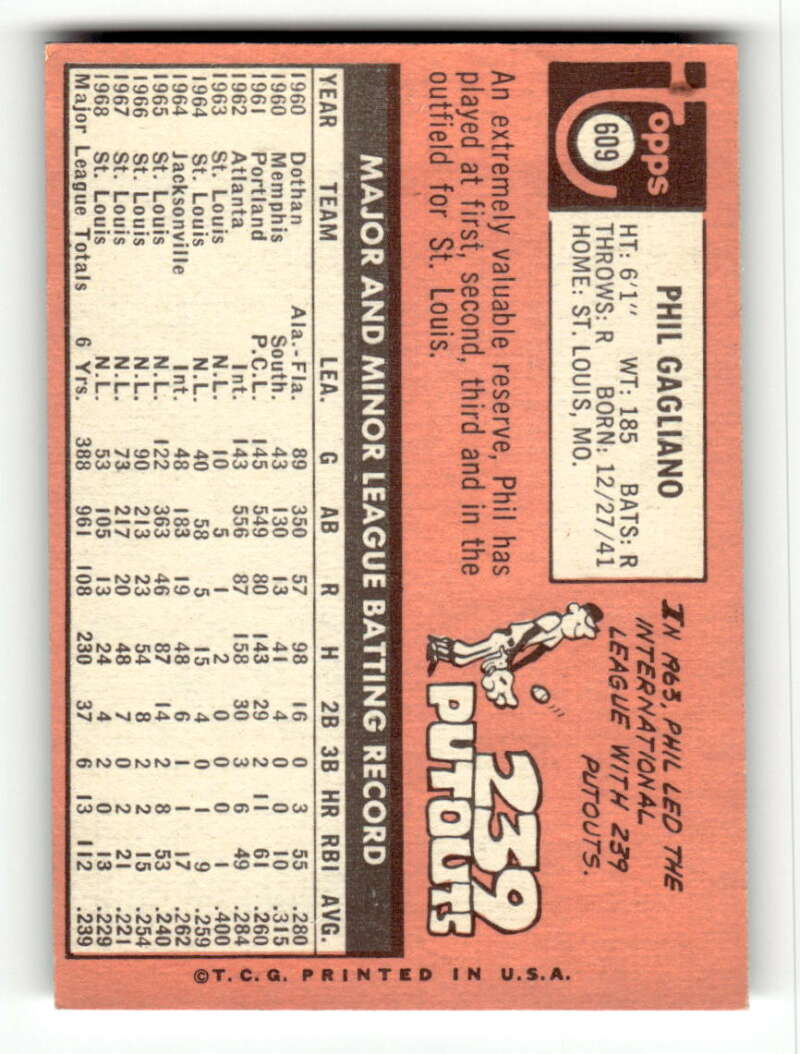 topps
609
PHIL GAGLIANO
HT: 6'1" WT: 185 BATS: R
THROWS: R BORN: 12/27/41
HOME: ST. LOUIS, MO.
An extremely valuable reserve, Phil has
played at first, second, third and in the
outfield for St. Louis.
IN 1963, PHIL LED THE
INTERNATIONAL
LEAGUE WITH 239
PUTOUTS.
239
PUTOUTS
MAJOR AND MINOR LEAGUE BATTING RECORD
YEAR TEAM LEA. G AB R H 2B 3B HR RBI AVG.
1960 Dothan Ala.-Fla. 89 350 57 98 16 0 3 55 .280
1960 Memphis South. 43 130 13 41 4 0 0 10 .315
1961 Portland P.C.L. 145 549 80 143 29 2 11 61 .260
1962 Atlanta Int. 143 556 87 158 30 3 6 49 .284
1963 St. Louis N.L. 10 5 1 2 0 0 0 1 .400
1964 St. Louis N.L. 40 58 5 15 4 0 1 9 .259
1964 Jacksonville Int. 48 183 19 48 6 1 1 17 .262
1965 St. Louis N.L. 122 363 46 87 14 2 8 53 .240
1966 St. Louis N.L. 90 213 23 54 8 2 2 15 .254
1967 St. Louis N.L. 73 217 20 48 7 0 2 21 .221
1968 St. Louis N.L. 53 105 13 24 4 2 0 13 .229
Major League Totals 6 Yrs. 388 961 108 230 37 6 13 112 .239
©T.C.G. PRINTED IN U.S.A.